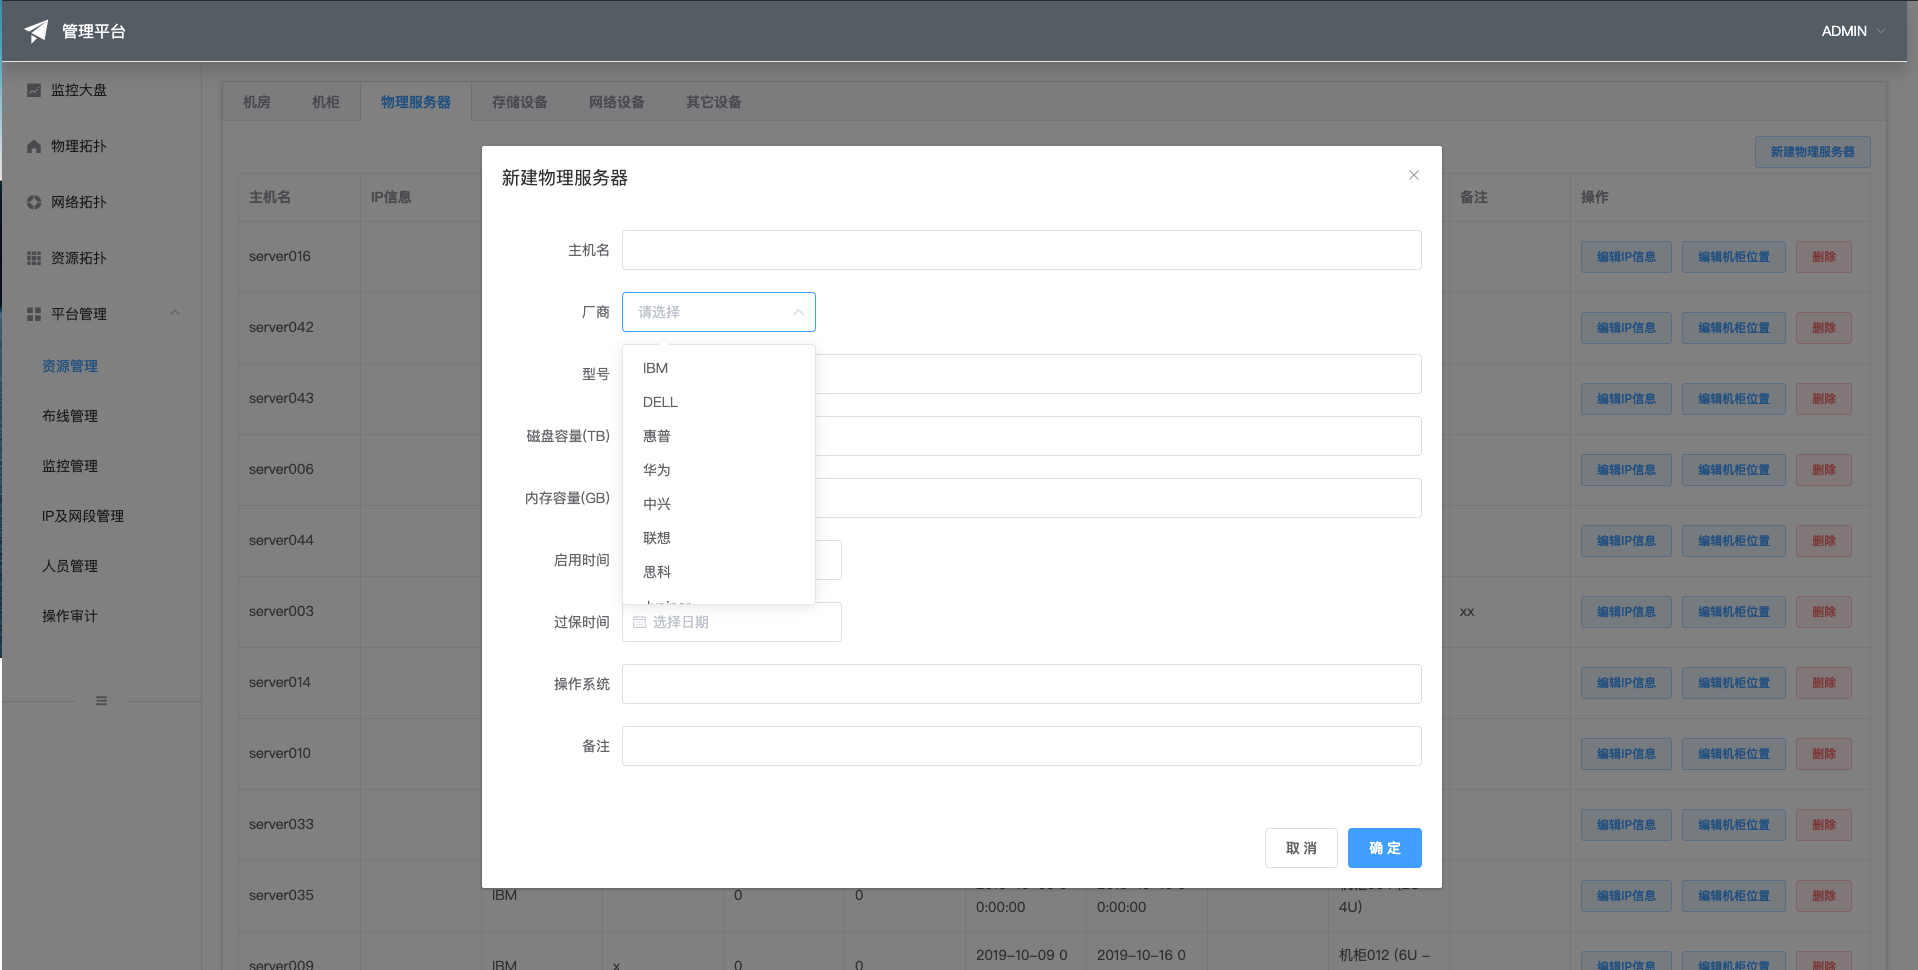 管理平台
ADMIN
监控大盘
物理拓扑
网络拓扑
资源拓扑
平台管理
资源管理
布线管理
监控管理
IP及网段管理
人员管理
操作审计
机房 机柜 物理服务器 存储设备 网络设备 其它设备
新建物理服务器
主机名 IP信息 备注 操作
server016 编辑IP信息 编辑机柜位置 删除
server042 编辑IP信息 编辑机柜位置 删除
server043 编辑IP信息 编辑机柜位置 删除
server006 编辑IP信息 编辑机柜位置 删除
server044 编辑IP信息 编辑机柜位置 删除
server003 xx 编辑IP信息 编辑机柜位置 删除
server014 编辑IP信息 编辑机柜位置 删除
server010 编辑IP信息 编辑机柜位置 删除
server033 编辑IP信息 编辑机柜位置 删除
server035 IBM 0 0 编辑IP信息 编辑机柜位置 删除
0:00:00 0:00:00 4U)
2019-10-09 0 2019-10-16 0 机柜012 (6U -
server009 IBM x 0 0 编辑IP信息 编辑机柜位置 删除
新建物理服务器
主机名
厂商 请选择
IBM
DELL
惠普
华为
中兴
联想
思科
型号
磁盘容量(TB)
内存容量(GB)
启用时间
过保时间 选择日期
操作系统
备注
取 消 确 定